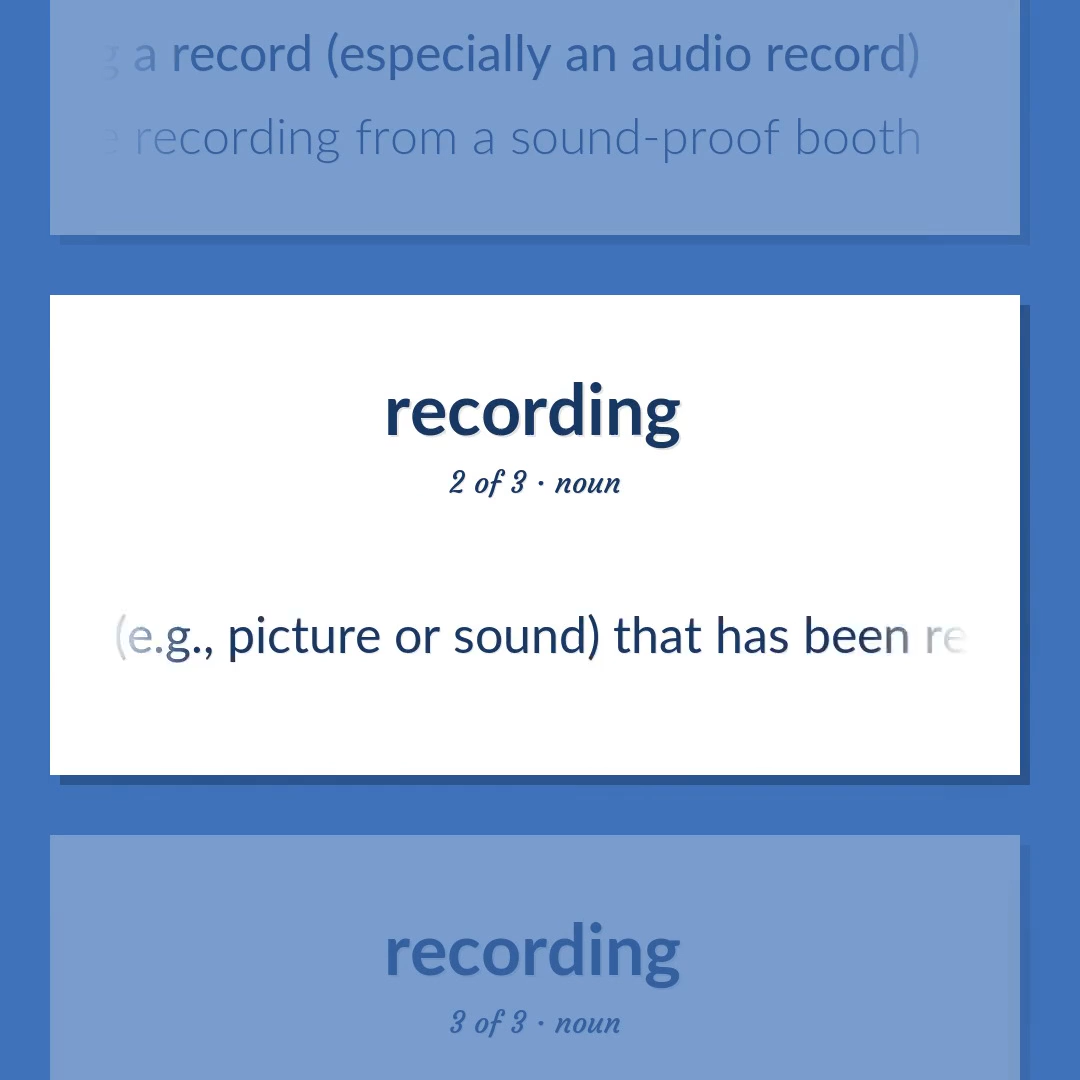 a record (especially an audio record)
recording from a sound-proof booth
recording
2 of 3 · noun
(e.g., picture or sound) that has been
recording
3 of 3 · noun